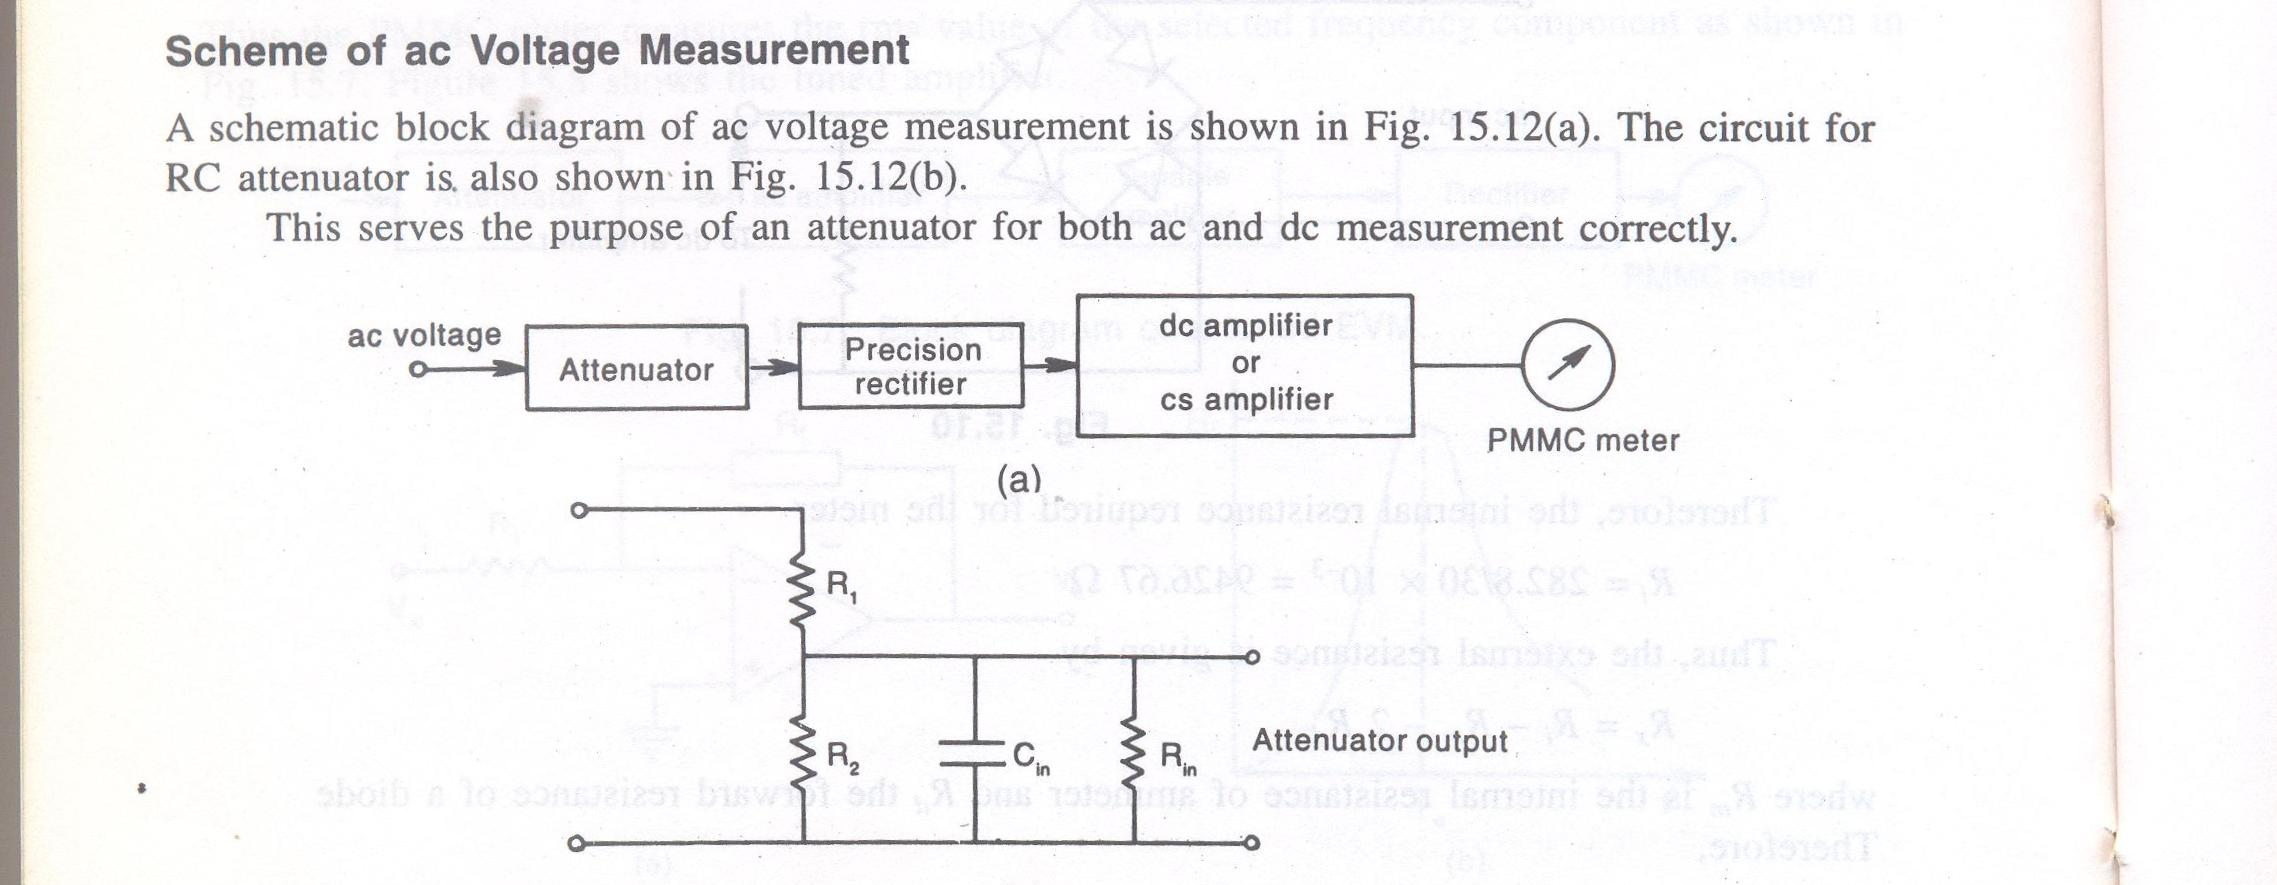 Scheme of ac Voltage Measurement
A schematic block diagram of ac voltage measurement is shown in Fig. 15.12(a). The circuit for
RC attenuator is also shown in Fig. 15.12(b).
This serves the purpose of an attenuator for both ac and dc measurement correctly.
ac voltage
Attenuator
Precision
rectifier
dc amplifier
or
cs amplifier
PMMC meter
(a)
R1
R2
Cin
Rin
Attenuator output